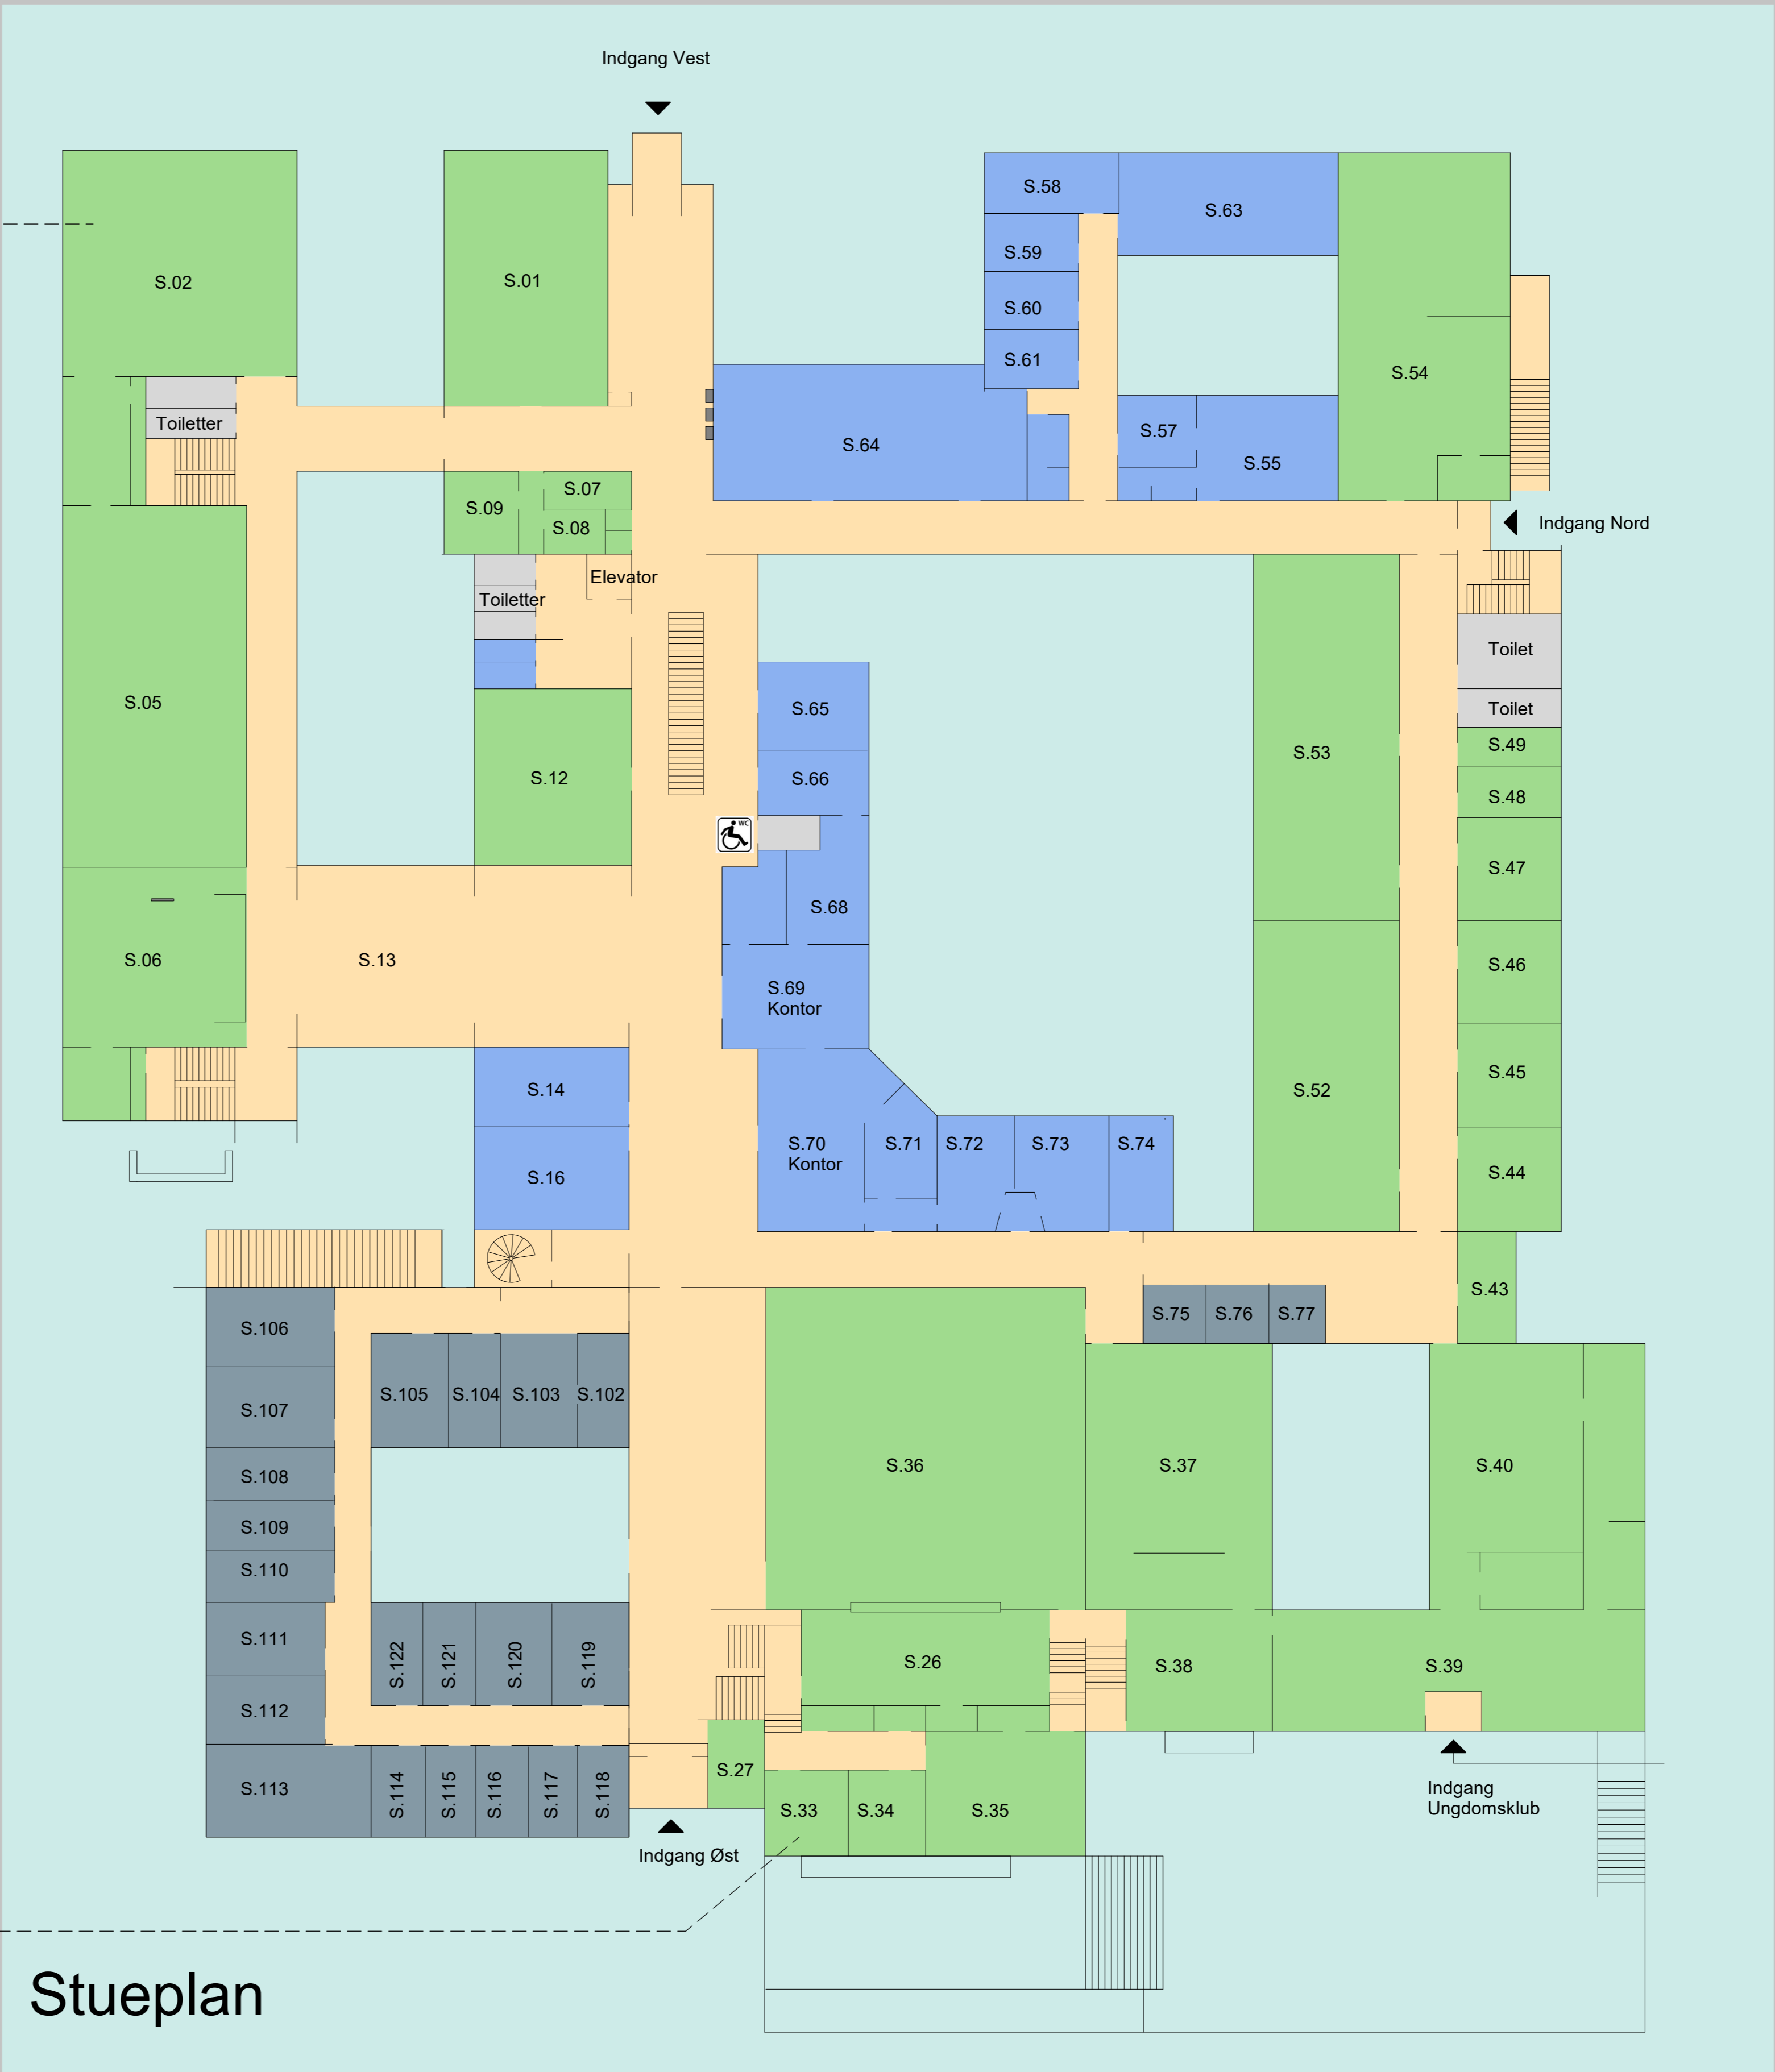 Indgang Vest
S.58
S.63
S.02
S.01
S.59
S.60
S.61
S.54
Toiletter
S.64
S.57
S.55
S.07
S.09
S.08
Indgang Nord
Elevator
Toiletter
Toilet
S.05
S.65
Toilet
S.12
S.66
S.53
S.49
S.48
WC
S.47
S.68
S.06
S.13
S.46
S.69
Kontor
S.14
S.52
S.45
S.70
Kontor
S.71
S.72
S.73
S.74
S.16
S.44
S.43
S.106
S.75
S.76
S.77
S.105
S.104
S.103
S.102
S.107
S.36
S.37
S.40
S.108
S.109
S.110
S.111
S.122
S.121
S.120
S.119
S.26
S.38
S.39
S.112
S.27
S.113
S.114
S.115
S.116
S.117
S.118
S.33
S.34
S.35
Indgang
Ungdomsklub
Indgang Øst
Stueplan